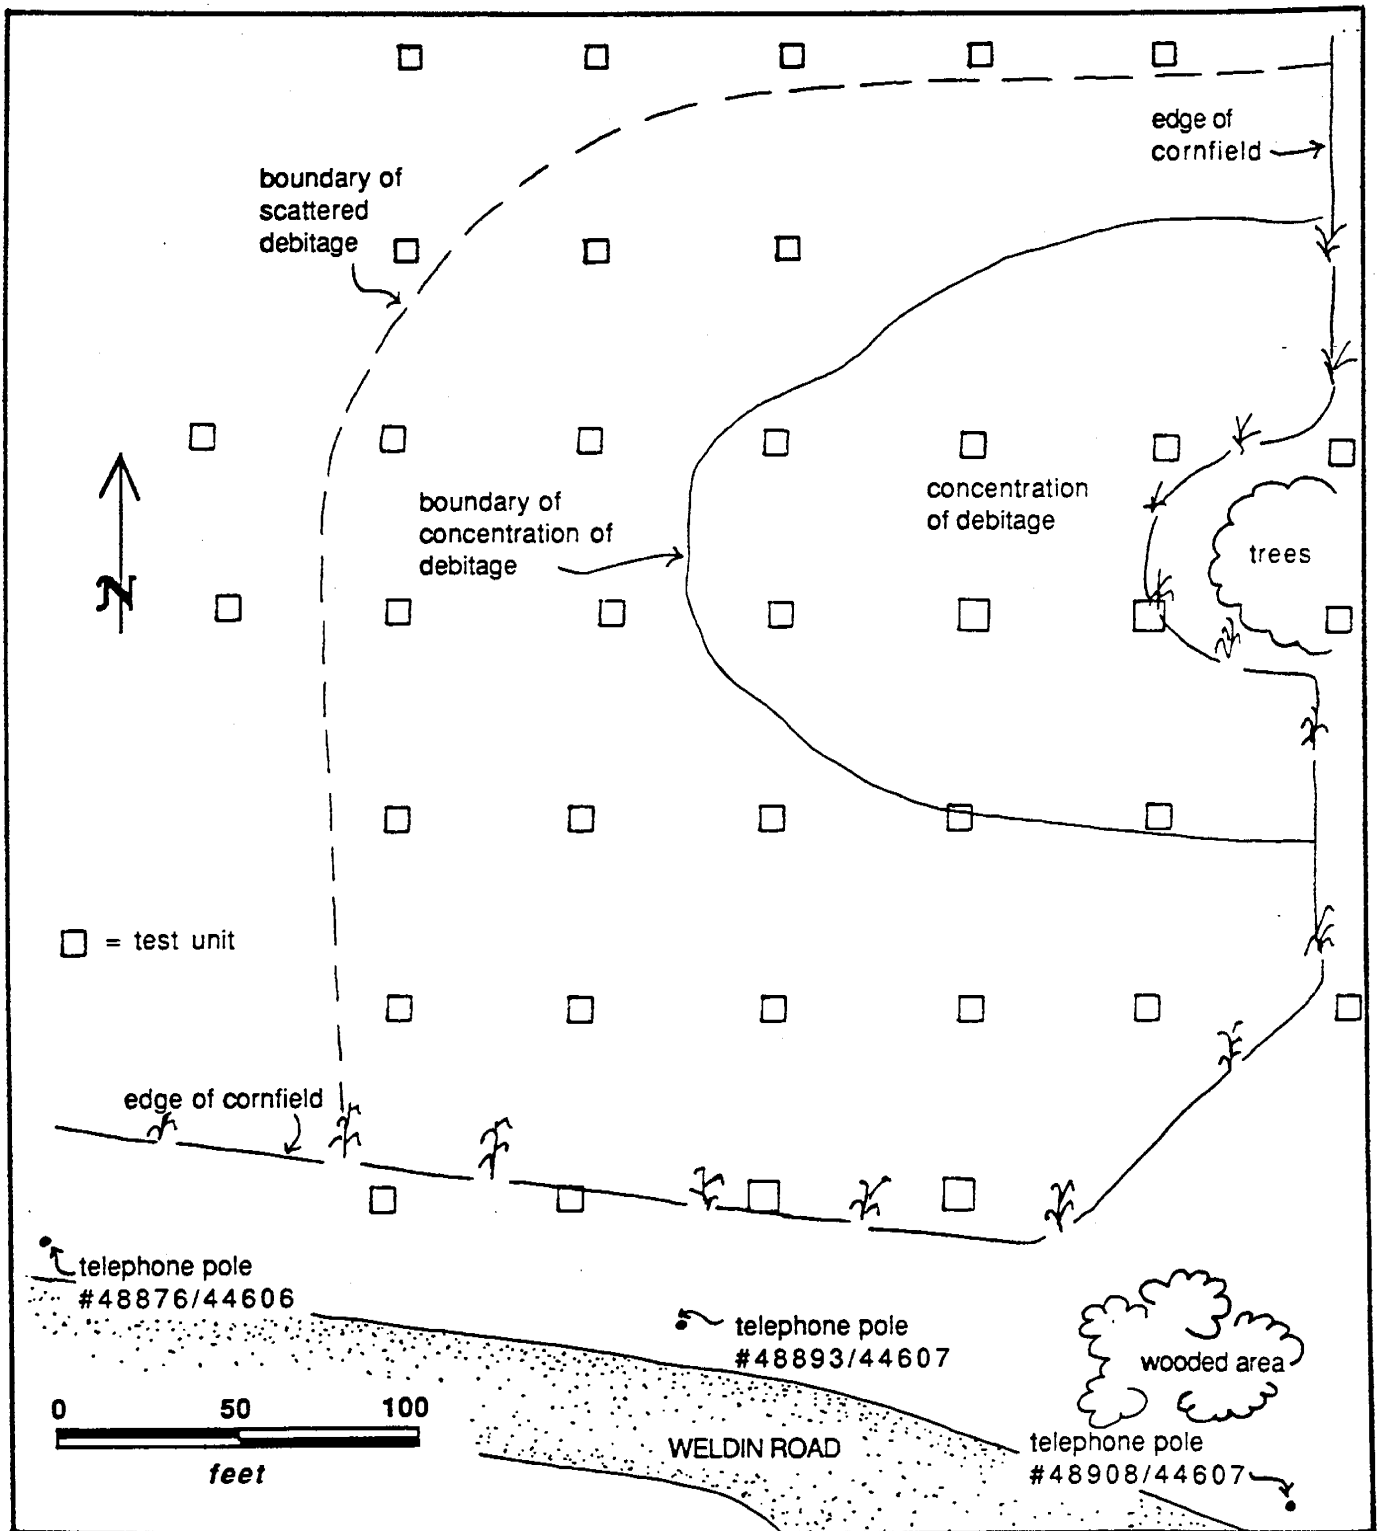 edge of
cornfield
boundary of
scattered
debitage
boundary of
concentration of
debitage
concentration
of debitage
trees
N
= test unit
edge of cornfield
telephone pole
#48876/44606
telephone pole
#48893/44607
wooded area
0 50 100
feet
WELDIN ROAD
telephone pole
#48908/44607